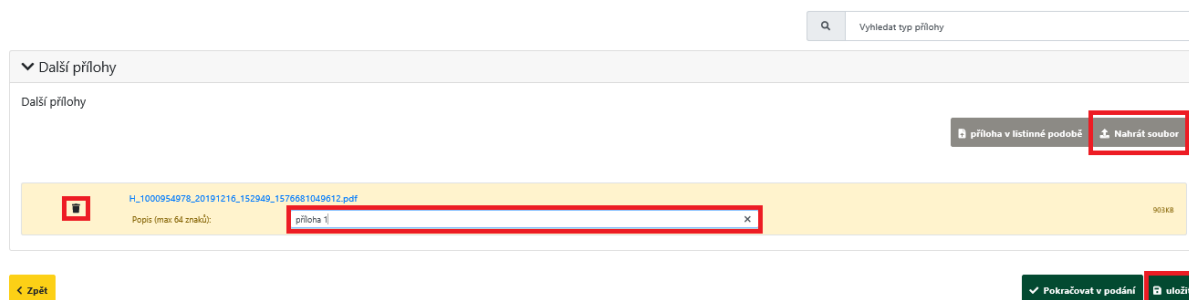 Vyhledat typ přílohy
Další přílohy
Další přílohy
příloha v listinné podobě Nahrát soubor
H_1000954978_20191216_152949_1576681049612.pdf
Popis (max 64 znaků): příloha 1
903KB
Zpět Pokračovat v podání uložit